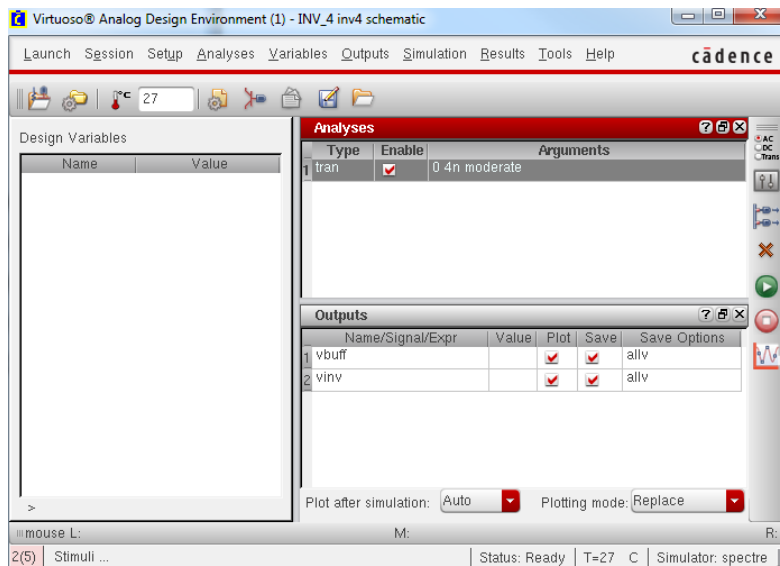 Virtuoso® Analog Design Environment (1) - INV_4 inv4 schematic
Launch Session Setup Analyses Variables Outputs Simulation Results Tools Help cādence
°C 27
Design Variables
Name Value
>
Analyses
Type Enable Arguments
1 tran 0 4n moderate
AC
DC
Trans
Outputs
Name/Signal/Expr Value Plot Save Save Options
1 vbuff allv
2 vinv allv
Plot after simulation: Auto Plotting mode: Replace
mouse L: M: R:
2(5) Stimuli ... Status: Ready T=27 C Simulator: spectre